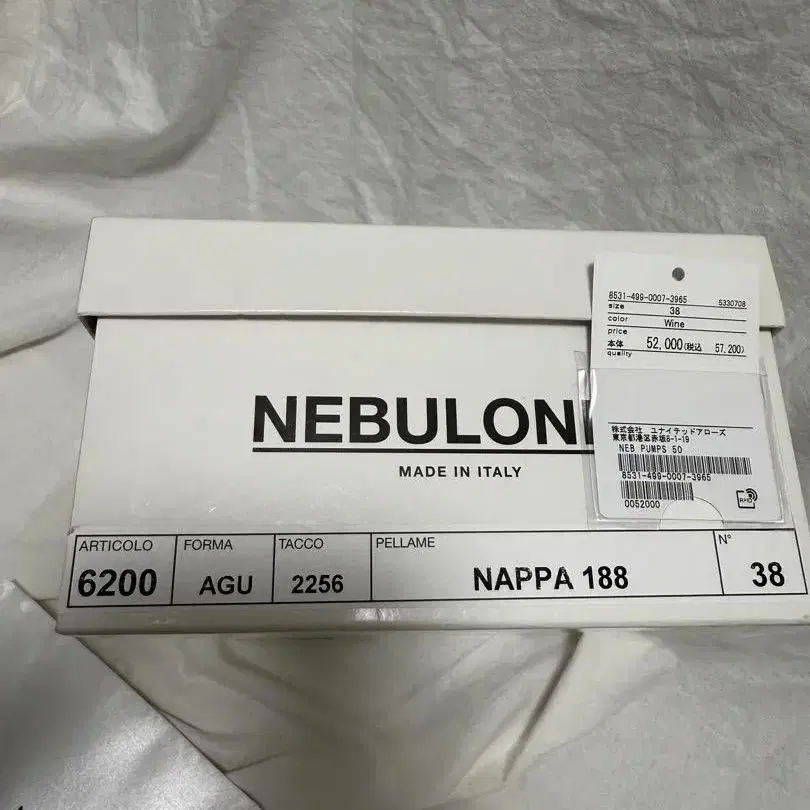 8531-499-0007-3965 5330708
size 38
color Wine
price
本体 52,000(税込 57,200)
quality
株式会社 ユナイテッドアローズ
東京都港区赤坂8-1-19
NEB PUMPS 50
8531-499-0007-3965
0052000
NEBULON
MADE IN ITALY
ARTICOLO FORMA TACCO PELLAME N°
6200 AGU 2256 NAPPA 188 38